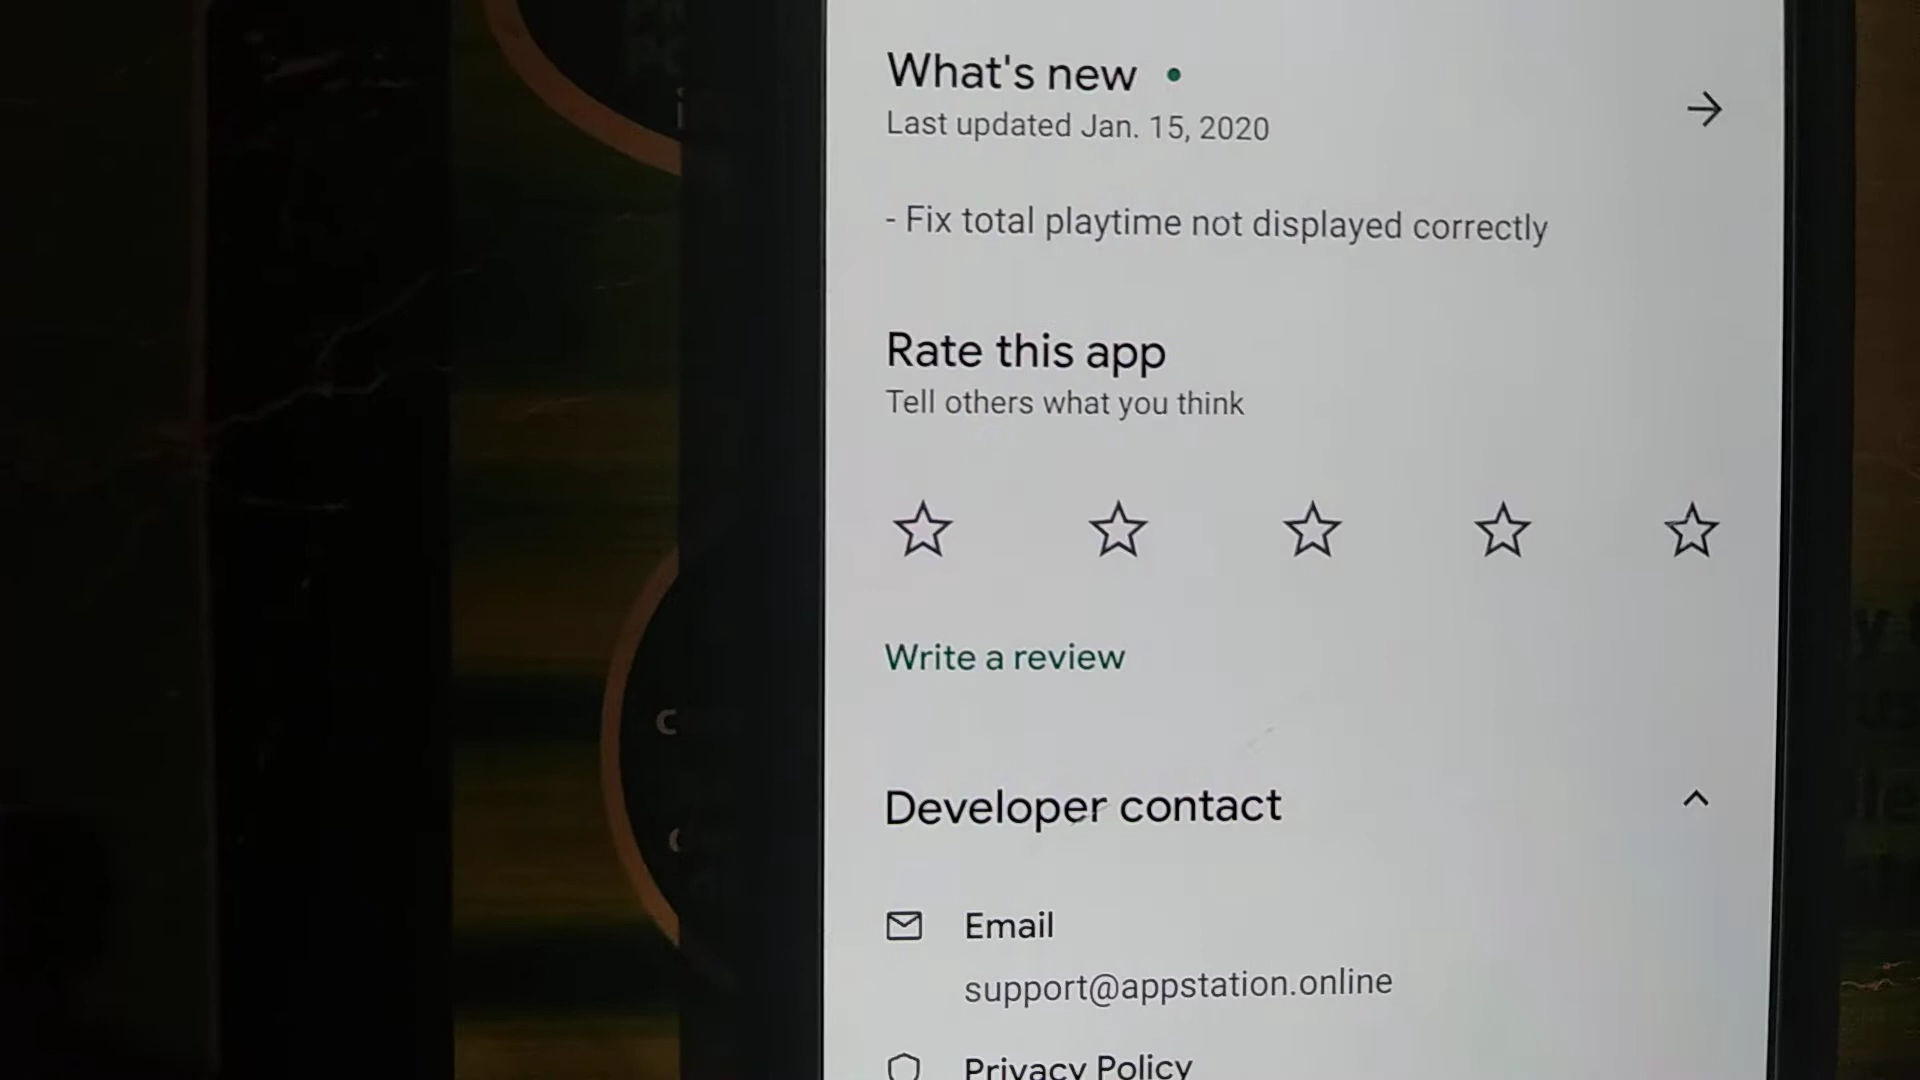 What's new
Last updated Jan. 15, 2020
- Fix total playtime not displayed correctly
Rate this app
Tell others what you think
Write a review
Developer contact
Email
support@appstation.online
Privacy Policy